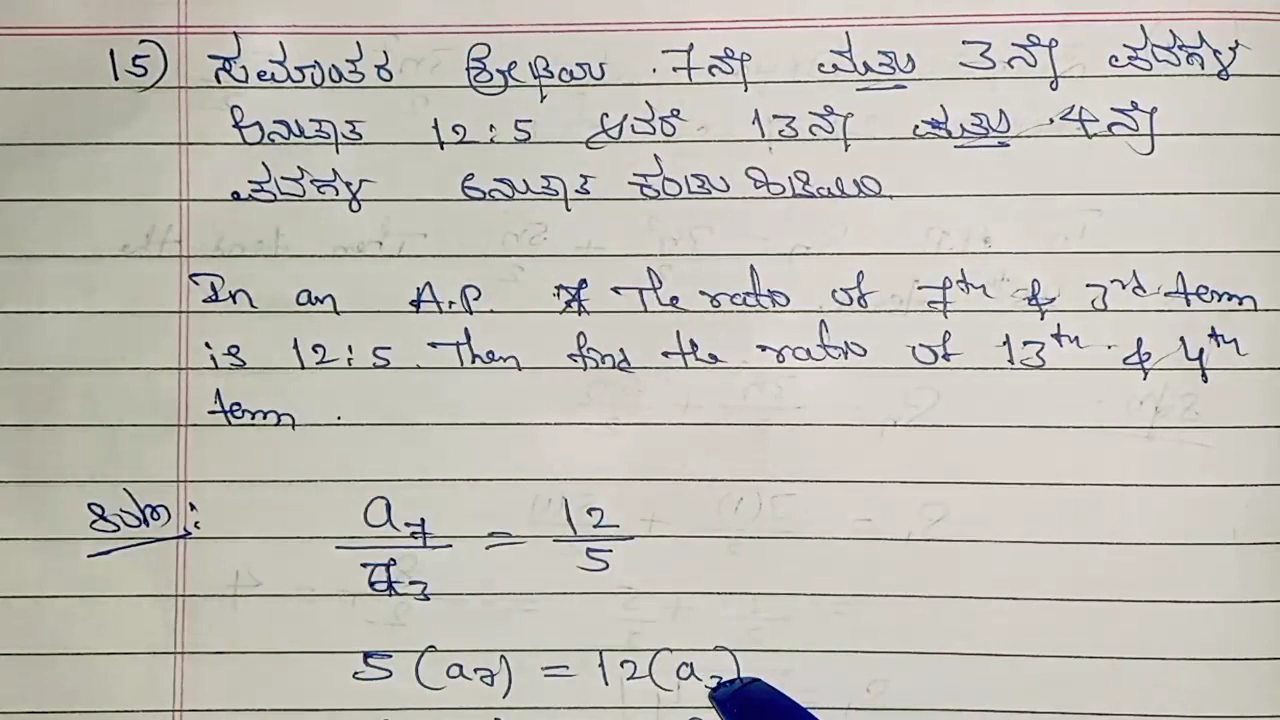 15) ಸಮಾಂತರ ಶ್ರೇಢಿಯ 7ನೇ ಮತ್ತು 3ನೇ ಪದಗಳ
ಅನುಪಾತ 12:5 ಆದರೆ 13ನೇ ಮತ್ತು 4ನೇ
ಪದಗಳ ಅನುಪಾತ ಕಂಡು ಹಿಡಿಯಿರಿ
In an A.P. The ratio of 7th & 3rd term
is 12:5. Then find the ratio of 13th & 4th
term.
Soln: a₇/a₃ = 12/5
5(a₇) = 12(a₃)